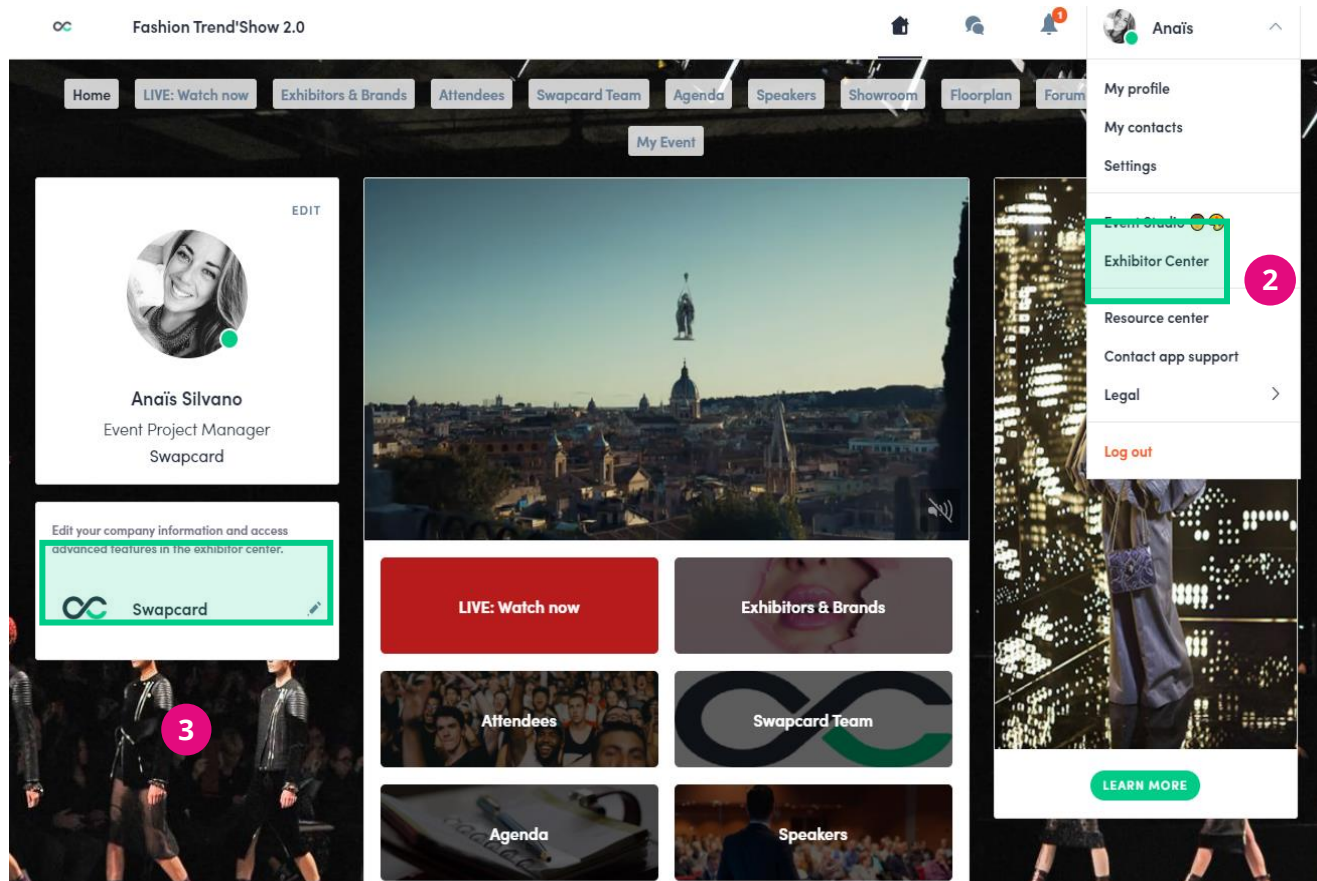 Fashion Trend'Show 2.0
1
Anaïs
Home
LIVE: Watch now
Exhibitors & Brands
Attendees
Swapcard Team
Agenda
Speakers
Showroom
Floorplan
Forum
My Event
My profile
My contacts
Settings
Event Studio
Exhibitor Center
2
Resource center
Contact app support
Legal
Log out
EDIT
Anaïs Silvano
Event Project Manager
Swapcard
Edit your company information and access
advanced features in the exhibitor center.
Swapcard
3
LIVE: Watch now
Exhibitors & Brands
Attendees
Swapcard Team
Agenda
Speakers
LEARN MORE